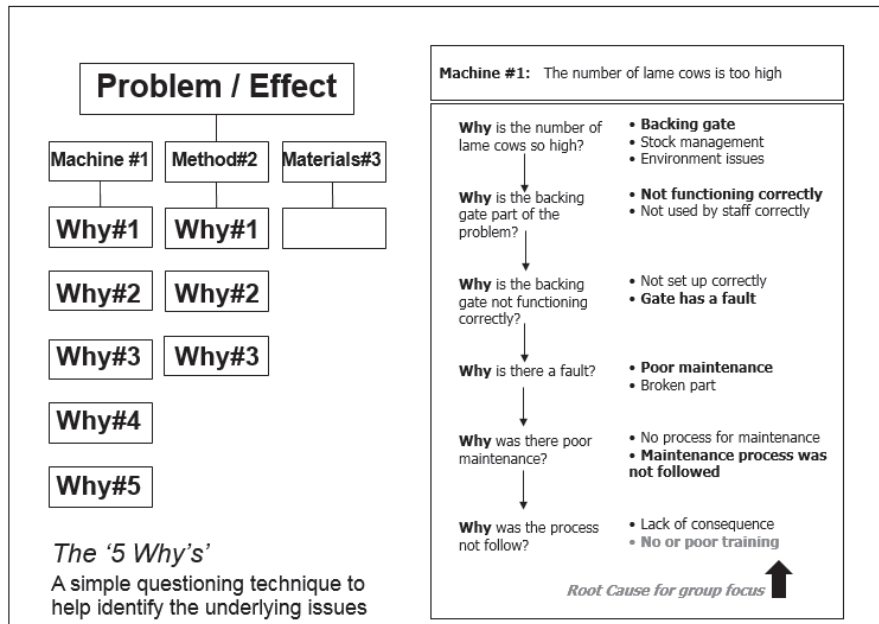 Problem / Effect
Machine #1
Method#2
Materials#3
Why#1
Why#1
Why#2
Why#2
Why#3
Why#3
Why#4
Why#5
The ‘5 Why’s’
A simple questioning technique to
help identify the underlying issues
Machine #1: The number of lame cows is too high
Why is the number of
lame cows so high?
• Backing gate
• Stock management
• Environment issues
Why is the backing
gate part of the
problem?
• Not functioning correctly
• Not used by staff correctly
Why is the backing
gate not functioning
correctly?
• Not set up correctly
• Gate has a fault
Why is there a fault?
• Poor maintenance
• Broken part
Why was there poor
maintenance?
• No process for maintenance
• Maintenance process was
not followed
Why was the process
not follow?
• Lack of consequence
• No or poor training
Root Cause for group focus